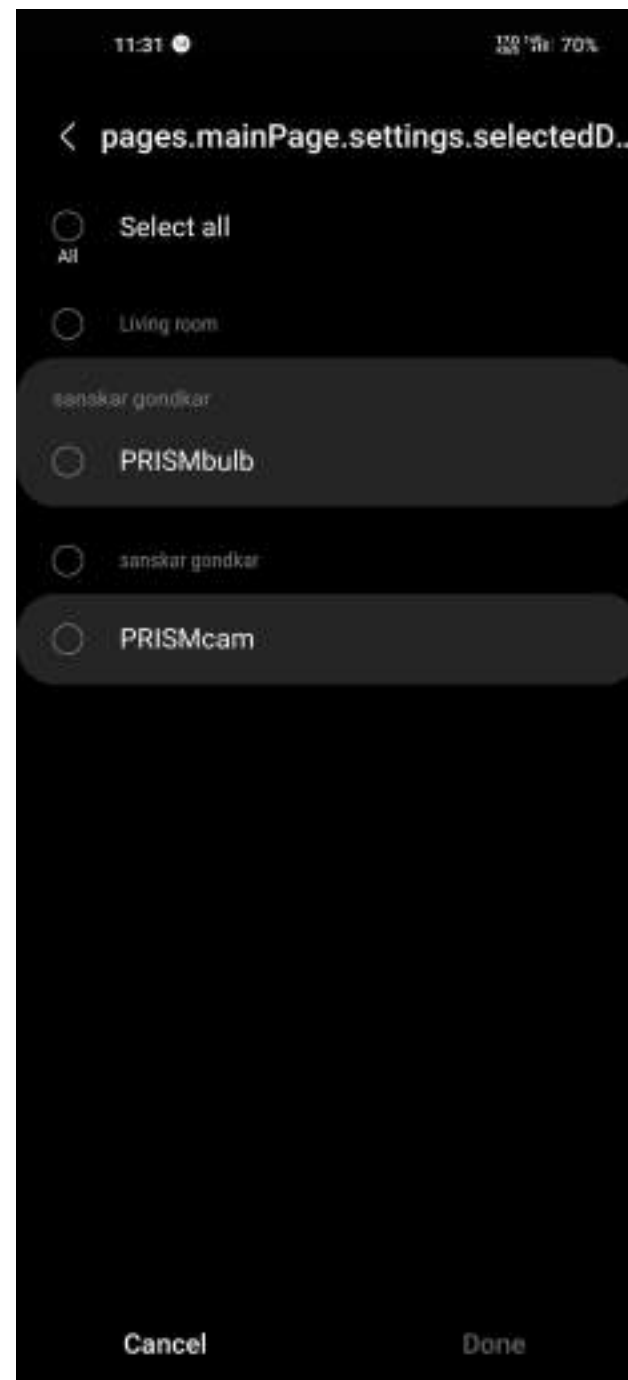 11:31 70%
pages.mainPage.settings.selectedD..
Select all
All
Living room
sanskar gondkar
PRISMbulb
sanskar gondkar
PRISMcam
Cancel Done